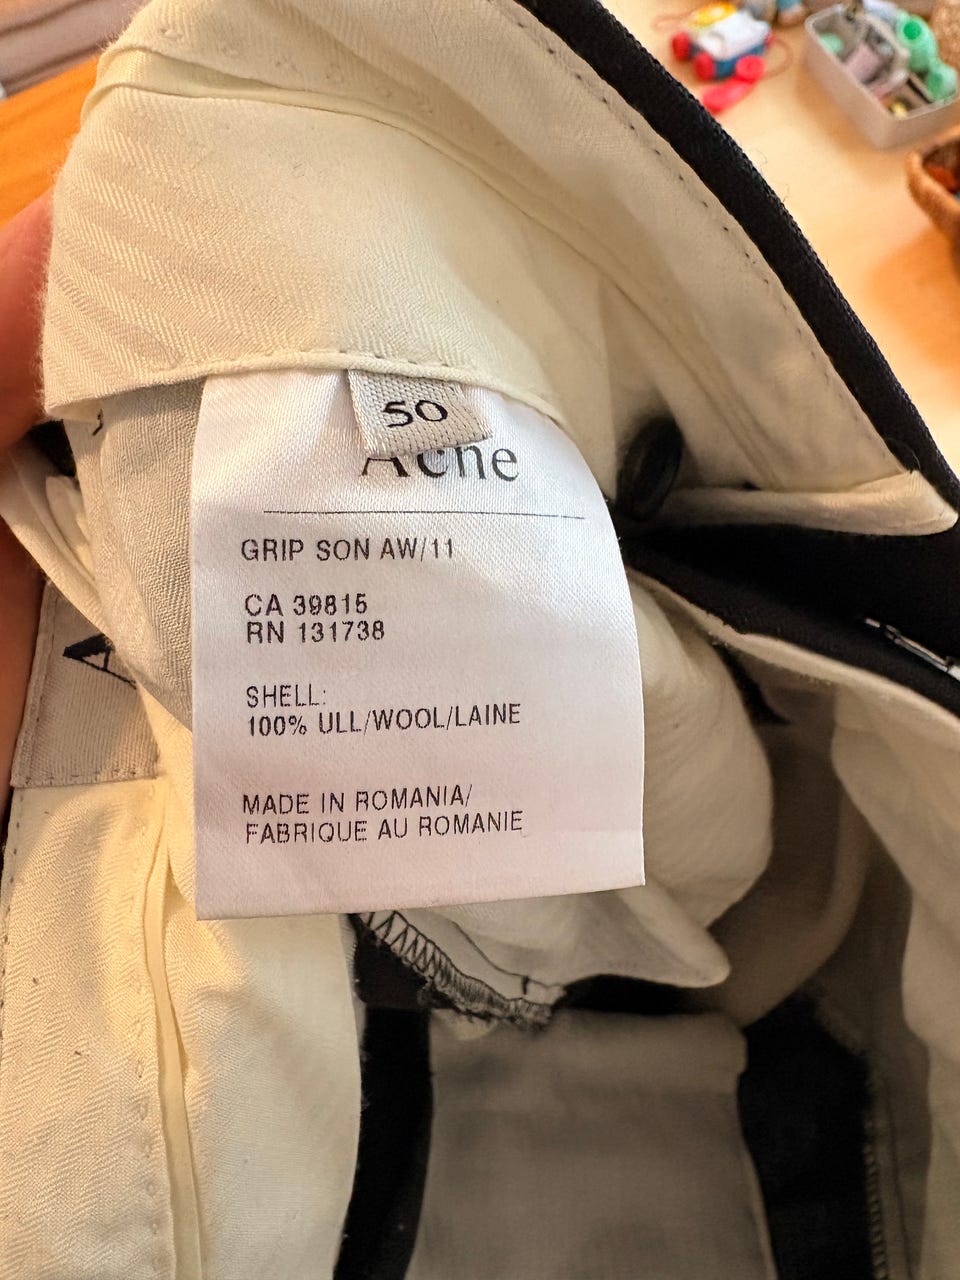 50
Acne
GRIP SON AW/11
CA 39815
RN 131738
SHELL:
100% ULL/WOOL/LAINE
MADE IN ROMANIA/
FABRIQUE AU ROMANIE